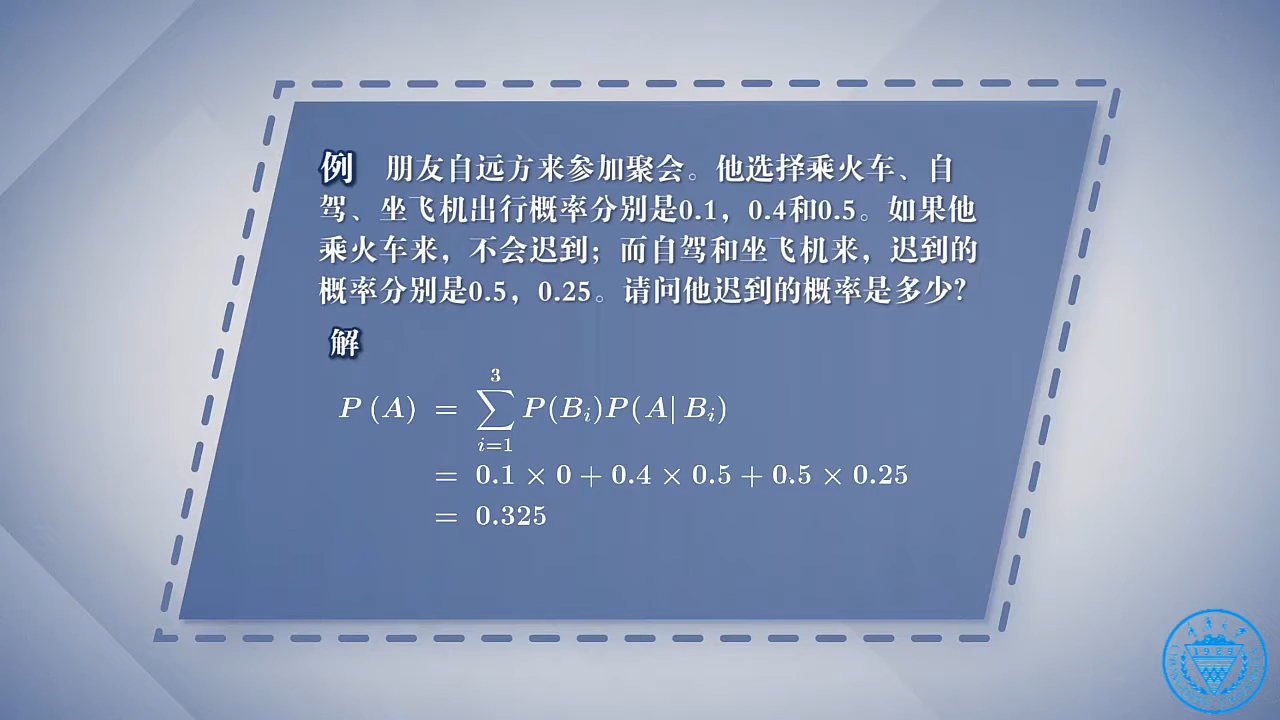 例 朋友自远方来参加聚会。他选择乘火车、自
驾、坐飞机出行概率分别是0.1，0.4和0.5。如果他
乘火车来，不会迟到；而自驾和坐飞机来，迟到的
概率分别是0.5，0.25。请问他迟到的概率是多少？
解
P (A) = \sum_{i=1}^{3} P(B_i)P(A| B_i)
= 0.1 × 0 + 0.4 × 0.5 + 0.5 × 0.25
= 0.325